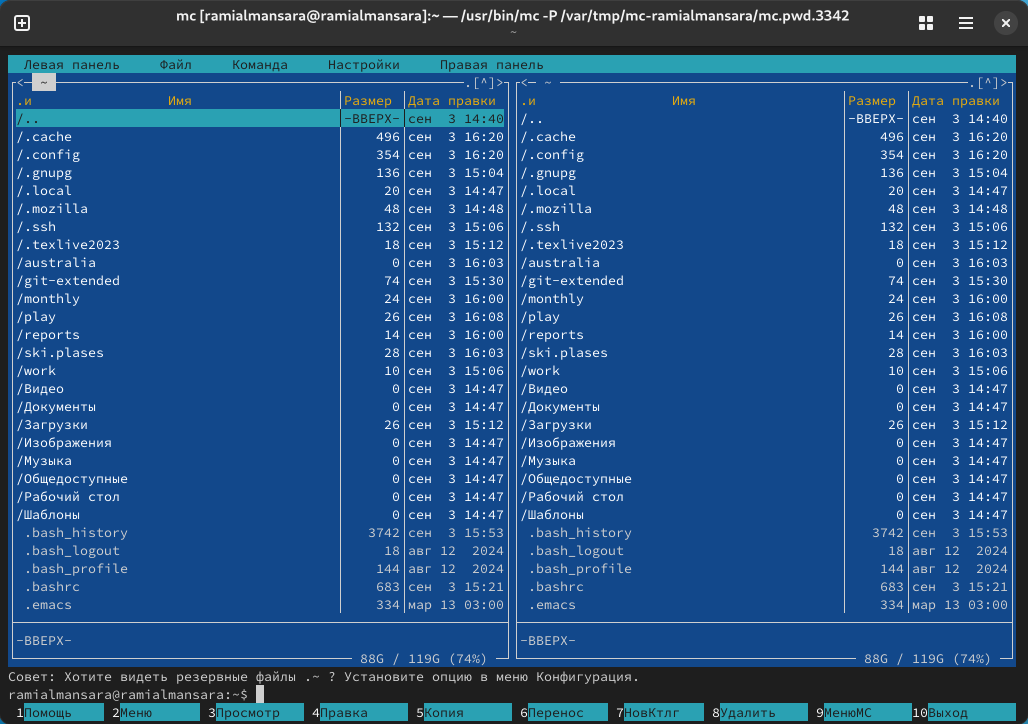 mc [ramialmansara@ramialmansara]:~ — /usr/bin/mc -P /var/tmp/mc-ramialmansara/mc.pwd.3342
~
Левая панель Файл Команда Настройки Правая панель
<─ ~ .[^]> <─ ~ .[^]>
.и Имя Размер Дата правки .и Имя Размер Дата правки
/.. -ВВЕРХ- сен 3 14:40 /.. -ВВЕРХ- сен 3 14:40
/.cache 496 сен 3 16:20 /.cache 496 сен 3 16:20
/.config 354 сен 3 16:20 /.config 354 сен 3 16:20
/.gnupg 136 сен 3 15:04 /.gnupg 136 сен 3 15:04
/.local 20 сен 3 14:47 /.local 20 сен 3 14:47
/.mozilla 48 сен 3 14:48 /.mozilla 48 сен 3 14:48
/.ssh 132 сен 3 15:06 /.ssh 132 сен 3 15:06
/.texlive2023 18 сен 3 15:12 /.texlive2023 18 сен 3 15:12
/australia 0 сен 3 16:03 /australia 0 сен 3 16:03
/git-extended 74 сен 3 15:30 /git-extended 74 сен 3 15:30
/monthly 24 сен 3 16:00 /monthly 24 сен 3 16:00
/play 26 сен 3 16:08 /play 26 сен 3 16:08
/reports 14 сен 3 16:00 /reports 14 сен 3 16:00
/ski.plases 28 сен 3 16:03 /ski.plases 28 сен 3 16:03
/work 10 сен 3 15:06 /work 10 сен 3 15:06
/Видео 0 сен 3 14:47 /Видео 0 сен 3 14:47
/Документы 0 сен 3 14:47 /Документы 0 сен 3 14:47
/Загрузки 26 сен 3 15:12 /Загрузки 26 сен 3 15:12
/Изображения 0 сен 3 14:47 /Изображения 0 сен 3 14:47
/Музыка 0 сен 3 14:47 /Музыка 0 сен 3 14:47
/Общедоступные 0 сен 3 14:47 /Общедоступные 0 сен 3 14:47
/Рабочий стол 0 сен 3 14:47 /Рабочий стол 0 сен 3 14:47
/Шаблоны 0 сен 3 14:47 /Шаблоны 0 сен 3 14:47
.bash_history 3742 сен 3 15:53 .bash_history 3742 сен 3 15:53
.bash_logout 18 авг 12 2024 .bash_logout 18 авг 12 2024
.bash_profile 144 авг 12 2024 .bash_profile 144 авг 12 2024
.bashrc 683 сен 3 15:21 .bashrc 683 сен 3 15:21
.emacs 334 мар 13 03:00 .emacs 334 мар 13 03:00
-ВВЕРХ- -ВВЕРХ-
88G / 119G (74%) 88G / 119G (74%)
Совет: Хотите видеть резервные файлы .~ ? Установите опцию в меню Конфигурация.
ramialmansara@ramialmansara:~$
1Помощь 2Меню 3Просмотр 4Правка 5Копия 6Перенос 7НовКтлг 8Удалить 9МенюMC 10Выход